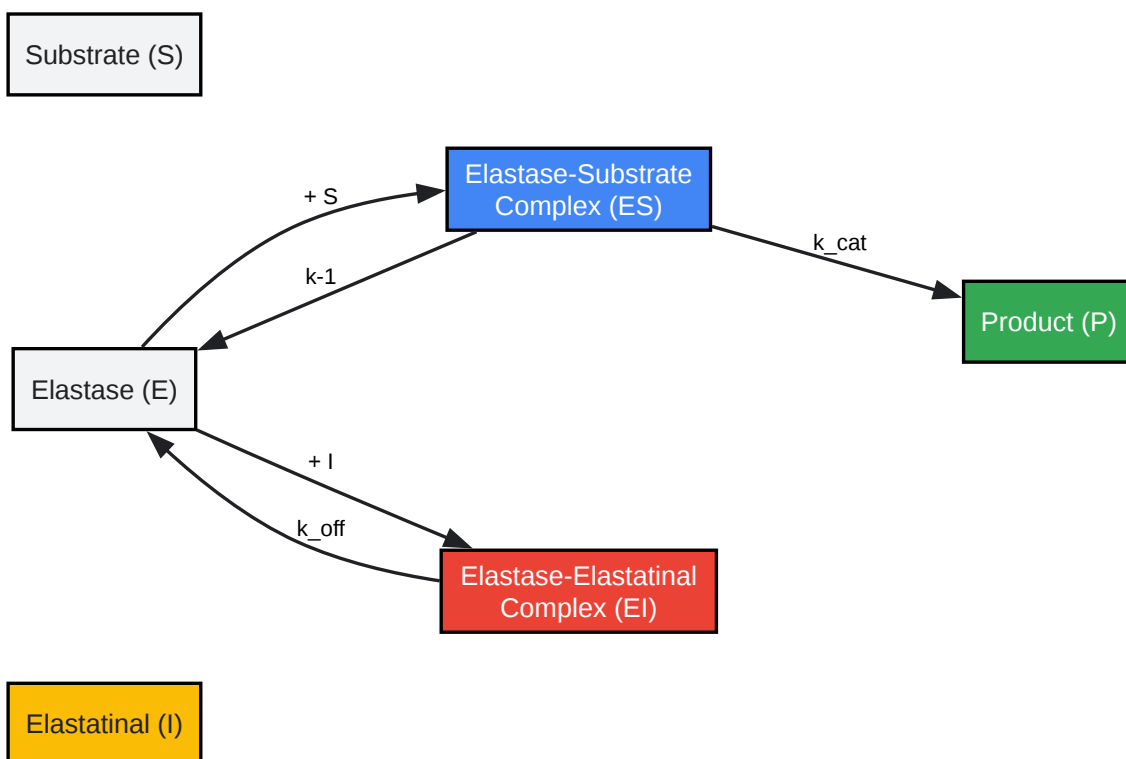 Substrate (S)
Elastase-Substrate
Complex (ES)
+ S
k_cat
k-1
Product (P)
Elastase (E)
+ I
k_off
Elastase-Elastatinal
Complex (EI)
Elastatinal (I)